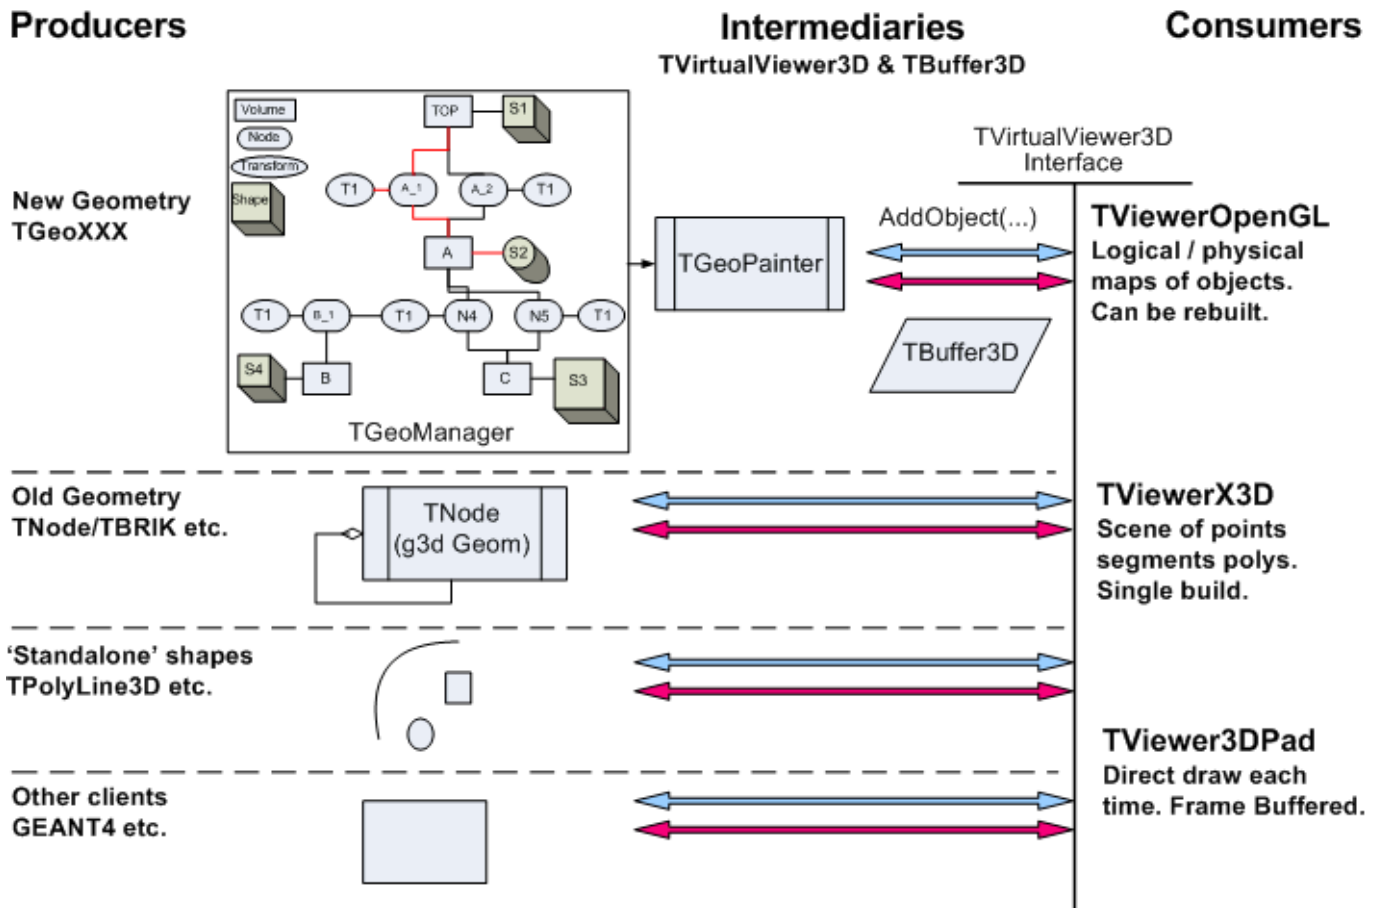 Producers
Intermediaries
Consumers
TVirtualViewer3D & TBuffer3D
Volume
Node
Transform
Shape
TOP
S1
T1
A_1
A_2
T1
A
S2
T1
B_1
T1
N4
N5
T1
S4
B
C
S3
TGeoManager
New Geometry
TGeoXXX
TGeoPainter
TVirtualViewer3D
Interface
AddObject(...)
TBuffer3D
TViewerOpenGL
Logical / physical
maps of objects.
Can be rebuilt.
Old Geometry
TNode/TBRIK etc.
TNode
(g3d Geom)
TViewerX3D
Scene of points
segments polys.
Single build.
‘Standalone’ shapes
TPolyLine3D etc.
TViewer3DPad
Direct draw each
time. Frame Buffered.
Other clients
GEANT4 etc.